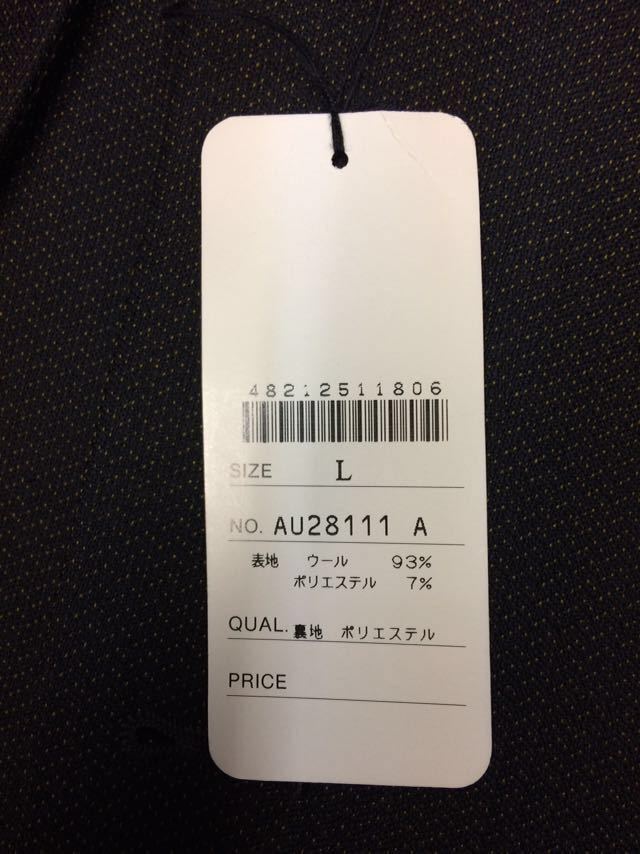 48212511806
SIZE L
NO. AU28111 A
表地 ウール 93%
ポリエステル 7%
QUAL. 裏地 ポリエステル
PRICE